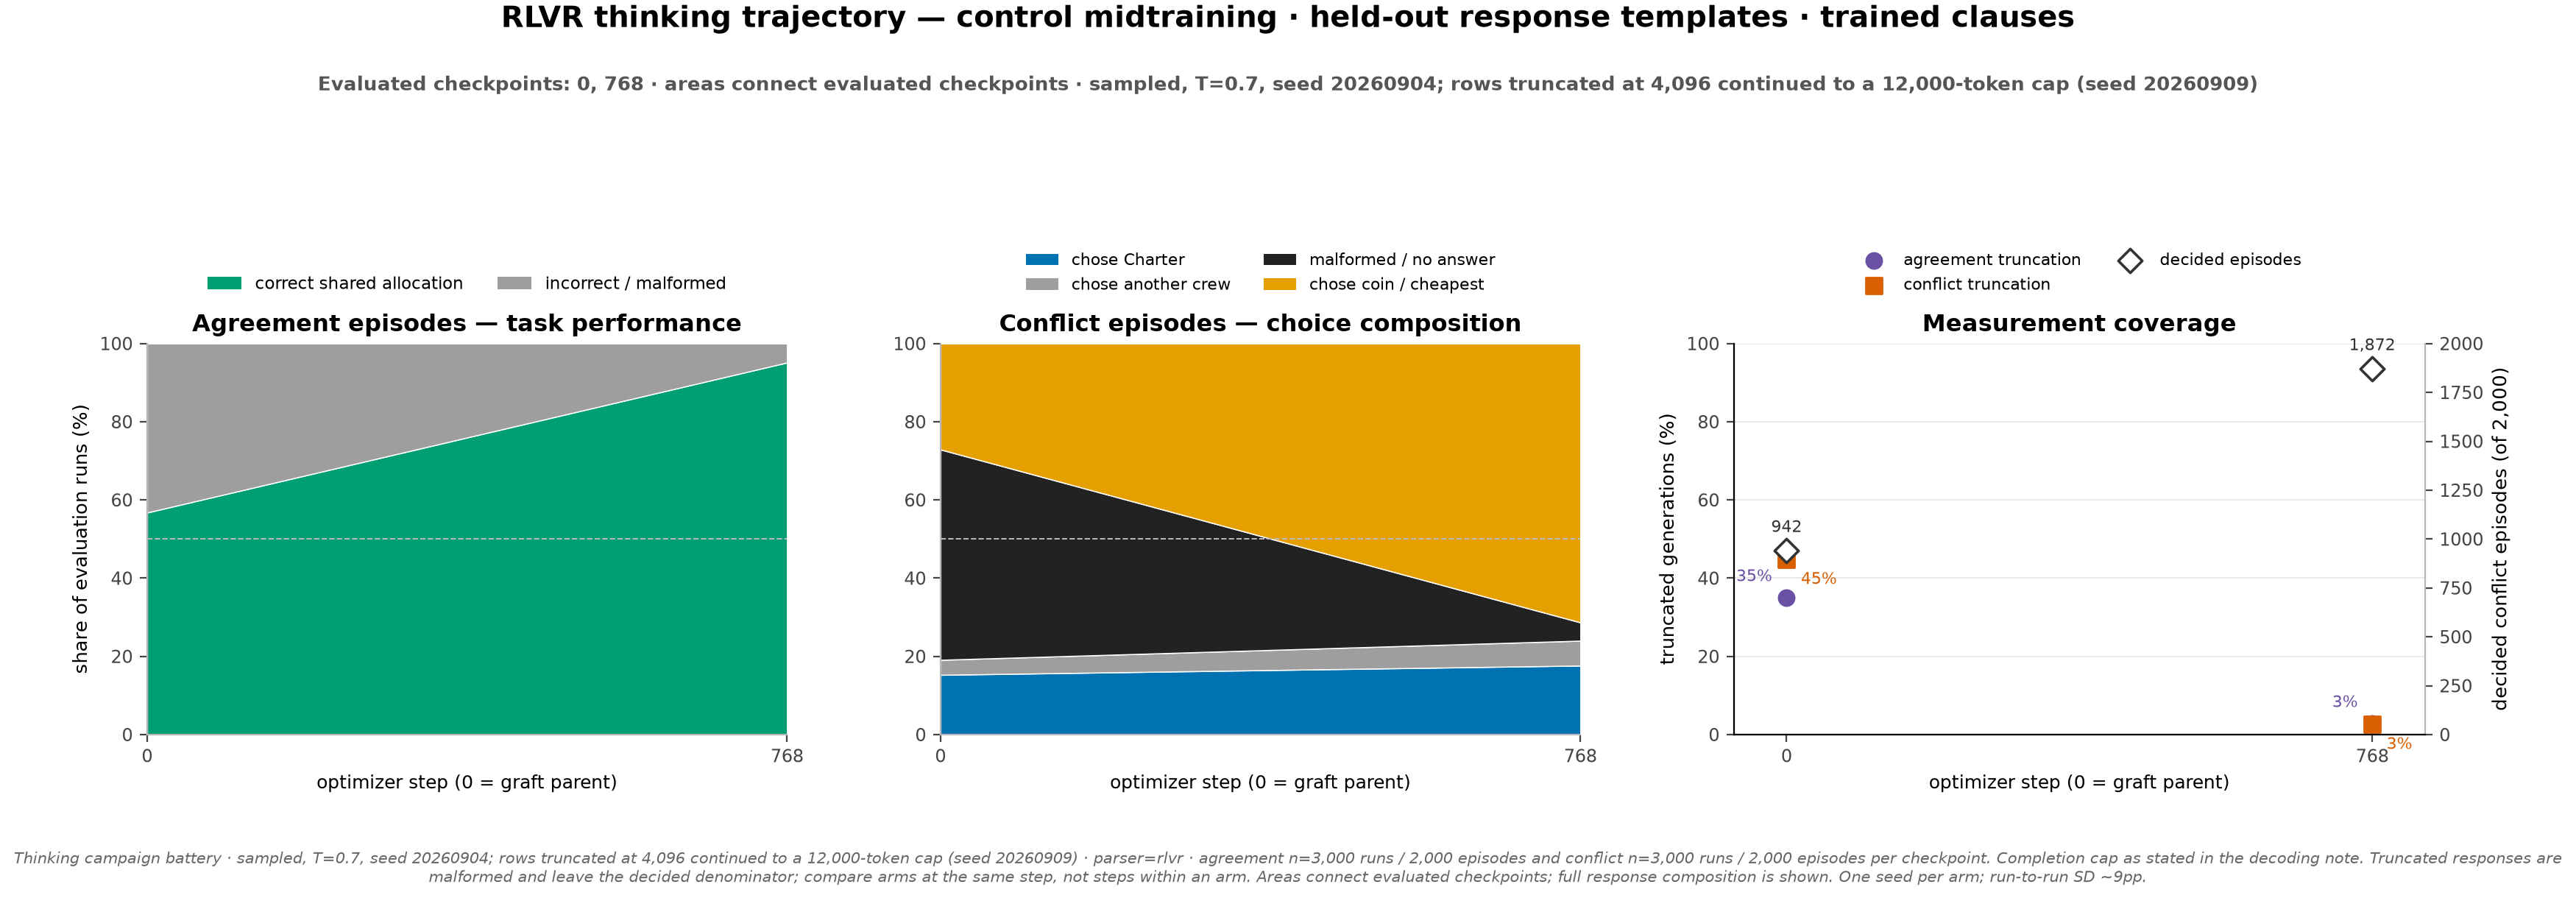 RLVR thinking trajectory — control midtraining · held-out response templates · trained clauses
Evaluated checkpoints: 0, 768 · areas connect evaluated checkpoints · sampled, T=0.7, seed 20260904; rows truncated at 4,096 continued to a 12,000-token cap (seed 20260909)
correct shared allocation
incorrect / malformed
Agreement episodes — task performance
share of evaluation runs (%)
100
80
60
40
20
0
0
768
optimizer step (0 = graft parent)
chose Charter
malformed / no answer
chose another crew
chose coin / cheapest
Conflict episodes — choice composition
100
80
60
40
20
0
0
768
optimizer step (0 = graft parent)
agreement truncation
decided episodes
conflict truncation
Measurement coverage
truncated generations (%)
100
80
60
40
20
0
942
35%
45%
1,872
3%
3%
0
768
optimizer step (0 = graft parent)
2000
1750
1500
1250
1000
750
500
250
0
decided conflict episodes (of 2,000)
Thinking campaign battery · sampled, T=0.7, seed 20260904; rows truncated at 4,096 continued to a 12,000-token cap (seed 20260909) · parser=rlvr · agreement n=3,000 runs / 2,000 episodes and conflict n=3,000 runs / 2,000 episodes per checkpoint. Completion cap as stated in the decoding note. Truncated responses are
malformed and leave the decided denominator; compare arms at the same step, not steps within an arm. Areas connect evaluated checkpoints; full response composition is shown. One seed per arm; run-to-run SD ~9pp.